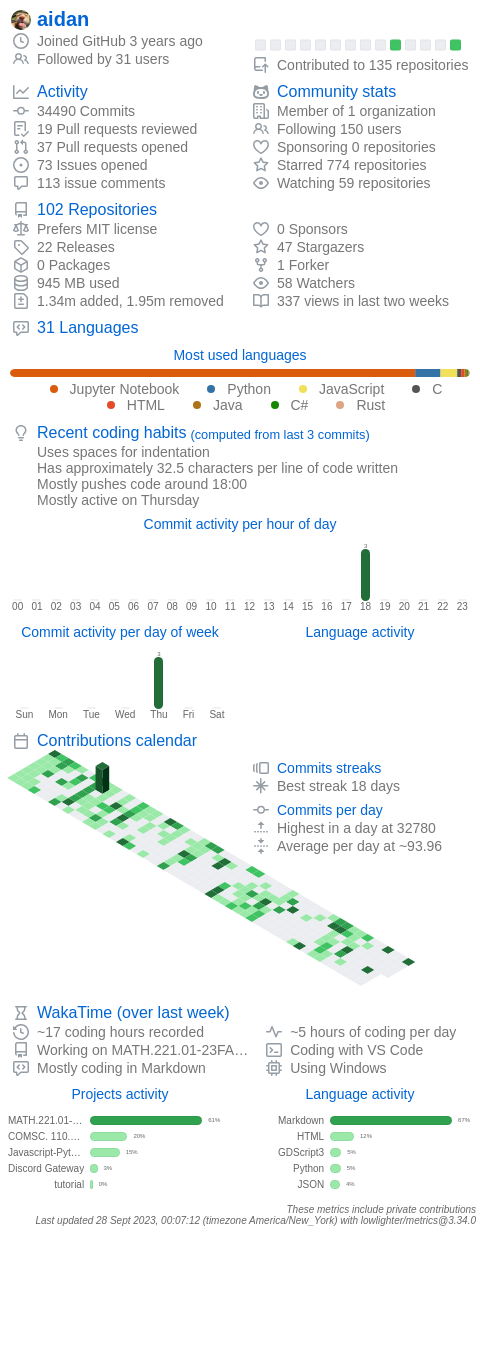 aidan
Joined GitHub 3 years ago
Followed by 31 users
Contributed to 135 repositories
Activity
34490 Commits
19 Pull requests reviewed
37 Pull requests opened
73 Issues opened
113 issue comments
Community stats
Member of 1 organization
Following 150 users
Sponsoring 0 repositories
Starred 774 repositories
Watching 59 repositories
102 Repositories
Prefers MIT license
22 Releases
0 Packages
945 MB used
1.34m added, 1.95m removed
0 Sponsors
47 Stargazers
1 Forker
58 Watchers
337 views in last two weeks
31 Languages
Most used languages
Jupyter Notebook Python JavaScript C
HTML Java C# Rust
Recent coding habits (computed from last 3 commits)
Uses spaces for indentation
Has approximately 32.5 characters per line of code written
Mostly pushes code around 18:00
Mostly active on Thursday
Commit activity per hour of day
3
00 01 02 03 04 05 06 07 08 09 10 11 12 13 14 15 16 17 18 19 20 21 22 23
Commit activity per day of week
3
Sun Mon Tue Wed Thu Fri Sat
Language activity
Contributions calendar
Commits streaks
Best streak 18 days
Commits per day
Highest in a day at 32780
Average per day at ~93.96
WakaTime (over last week)
~17 coding hours recorded
Working on MATH.221.01-23FA…
Mostly coding in Markdown
~5 hours of coding per day
Coding with VS Code
Using Windows
Projects activity
MATH.221.01-… 61%
COMSC. 110.… 20%
Javascript-Pyt… 15%
Discord Gateway 3%
tutorial 0%
Language activity
Markdown 67%
HTML 12%
GDScript3 5%
Python 5%
JSON 4%
These metrics include private contributions
Last updated 28 Sept 2023, 00:07:12 (timezone America/New_York) with lowlighter/metrics@3.34.0